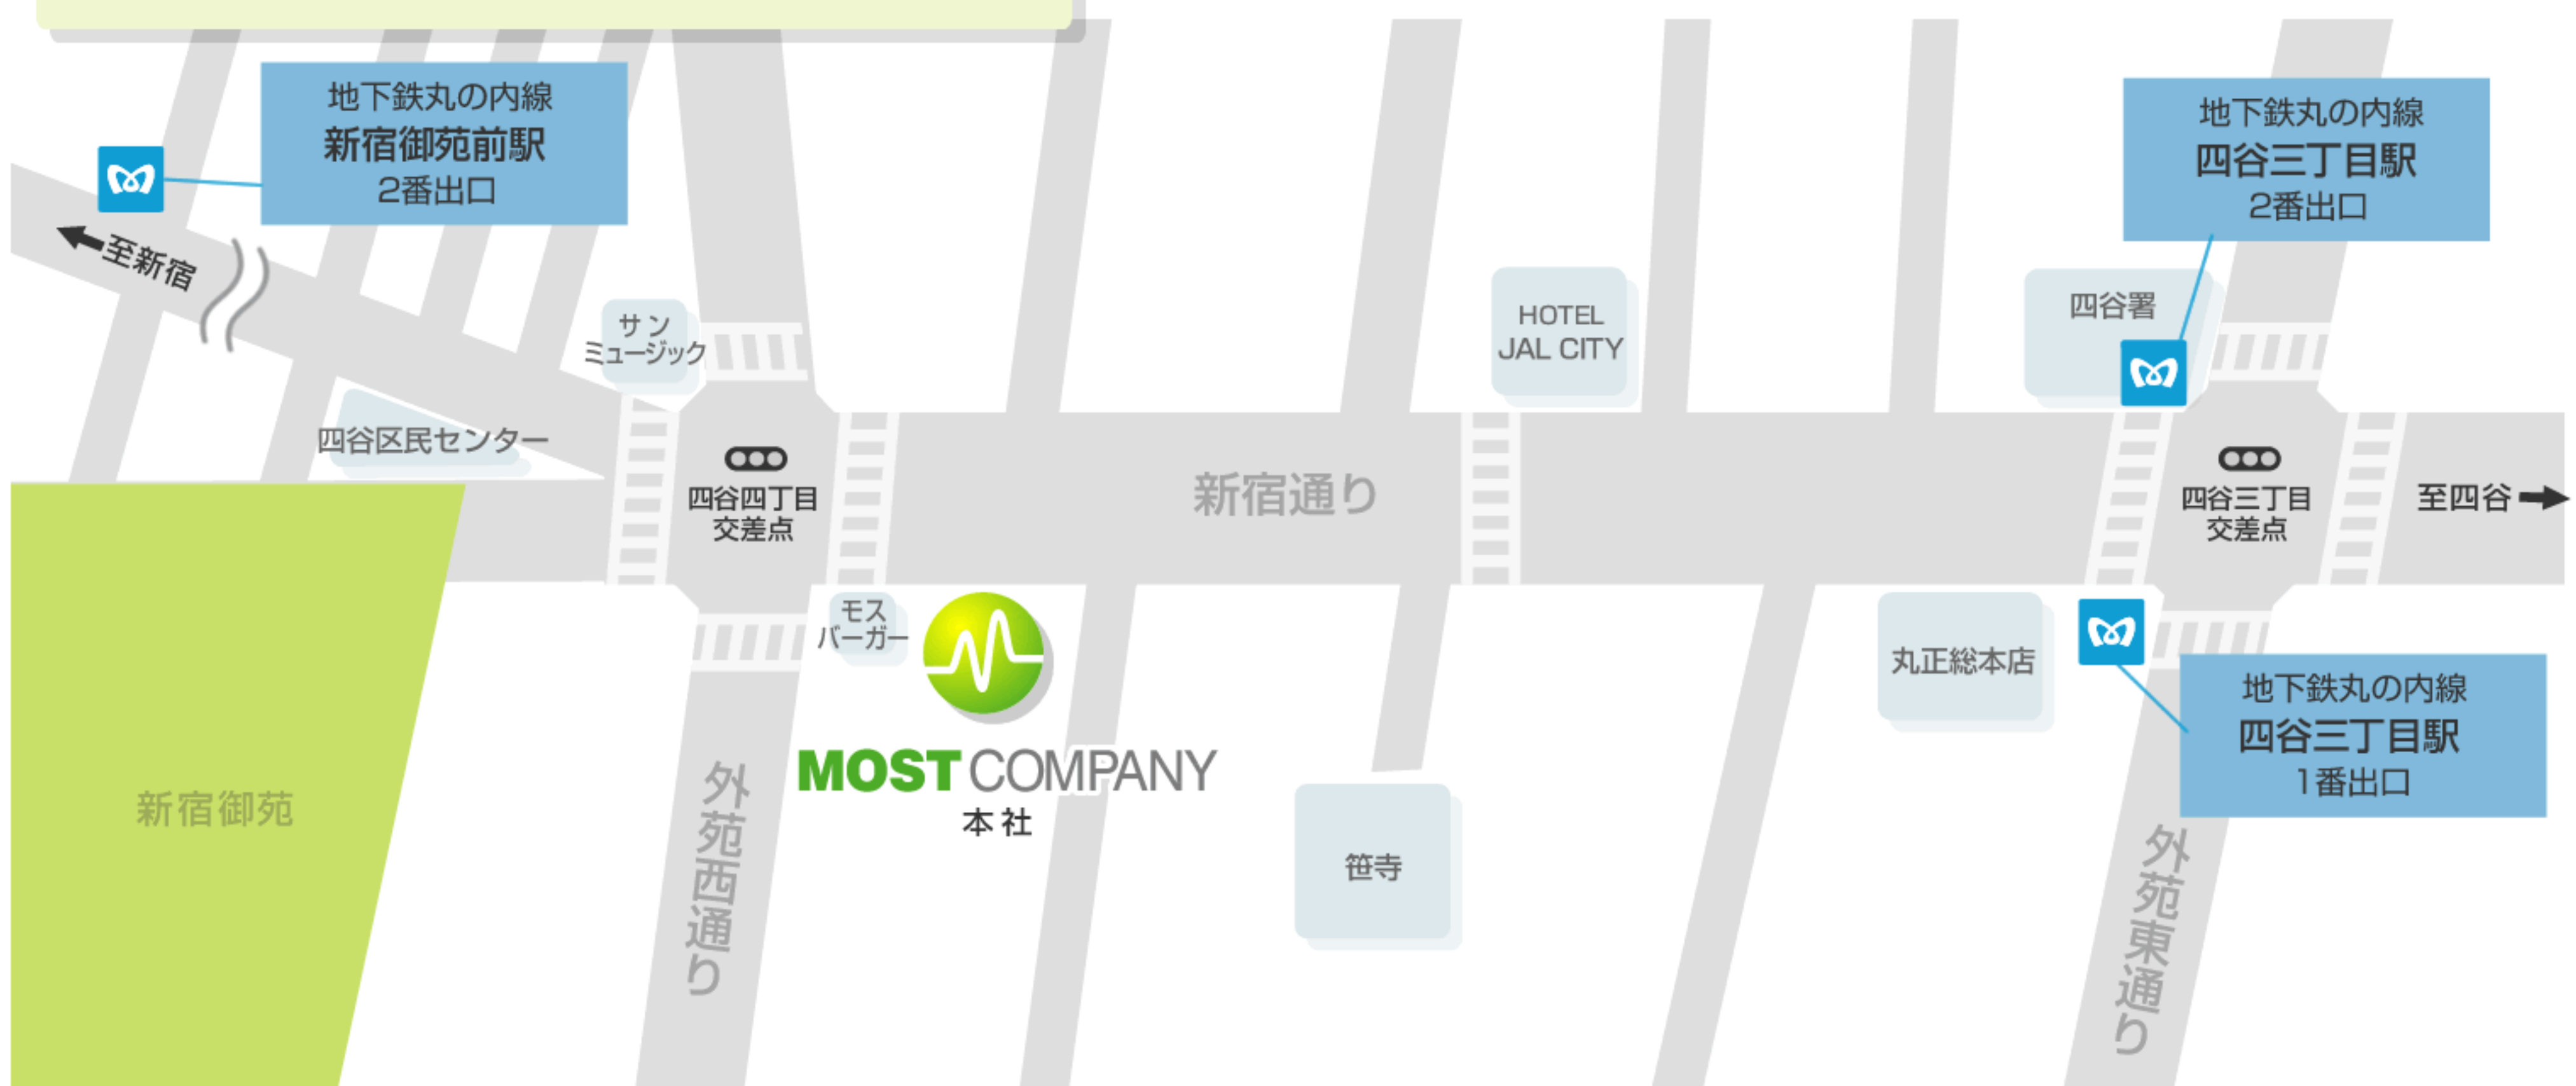 地下鉄丸の内線
新宿御苑前駅
2番出口
地下鉄丸の内線
四谷三丁目駅
2番出口
至新宿
サン
ミュージック
HOTEL
JAL CITY
四谷署
四谷区民センター
四谷四丁目
交差点
新宿通り
四谷三丁目
交差点
至四谷
モス
バーガー
MOST COMPANY
本社
丸正総本店
地下鉄丸の内線
四谷三丁目駅
1番出口
新宿御苑
外苑西通り
笹寺
外苑東通り